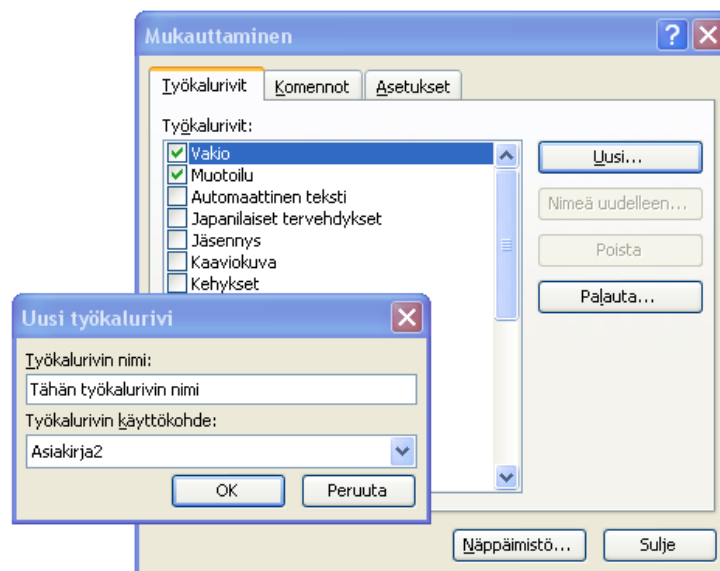 Mukauttaminen
Työkalurivit Komennot Asetukset
Työkalurivit:
Vakio
Muotoilu
Automaattinen teksti
Japanilaiset tervehdykset
Jäsennys
Kaaviokuva
Kehykset
Uusi...
Nimeä uudelleen...
Poista
Palauta...
Uusi työkalurivi
Työkalurivin nimi:
Tähän työkalurivin nimi
Työkalurivin käyttökohde:
Asiakirja2
OK Peruuta
Näppäimistö... Sulje